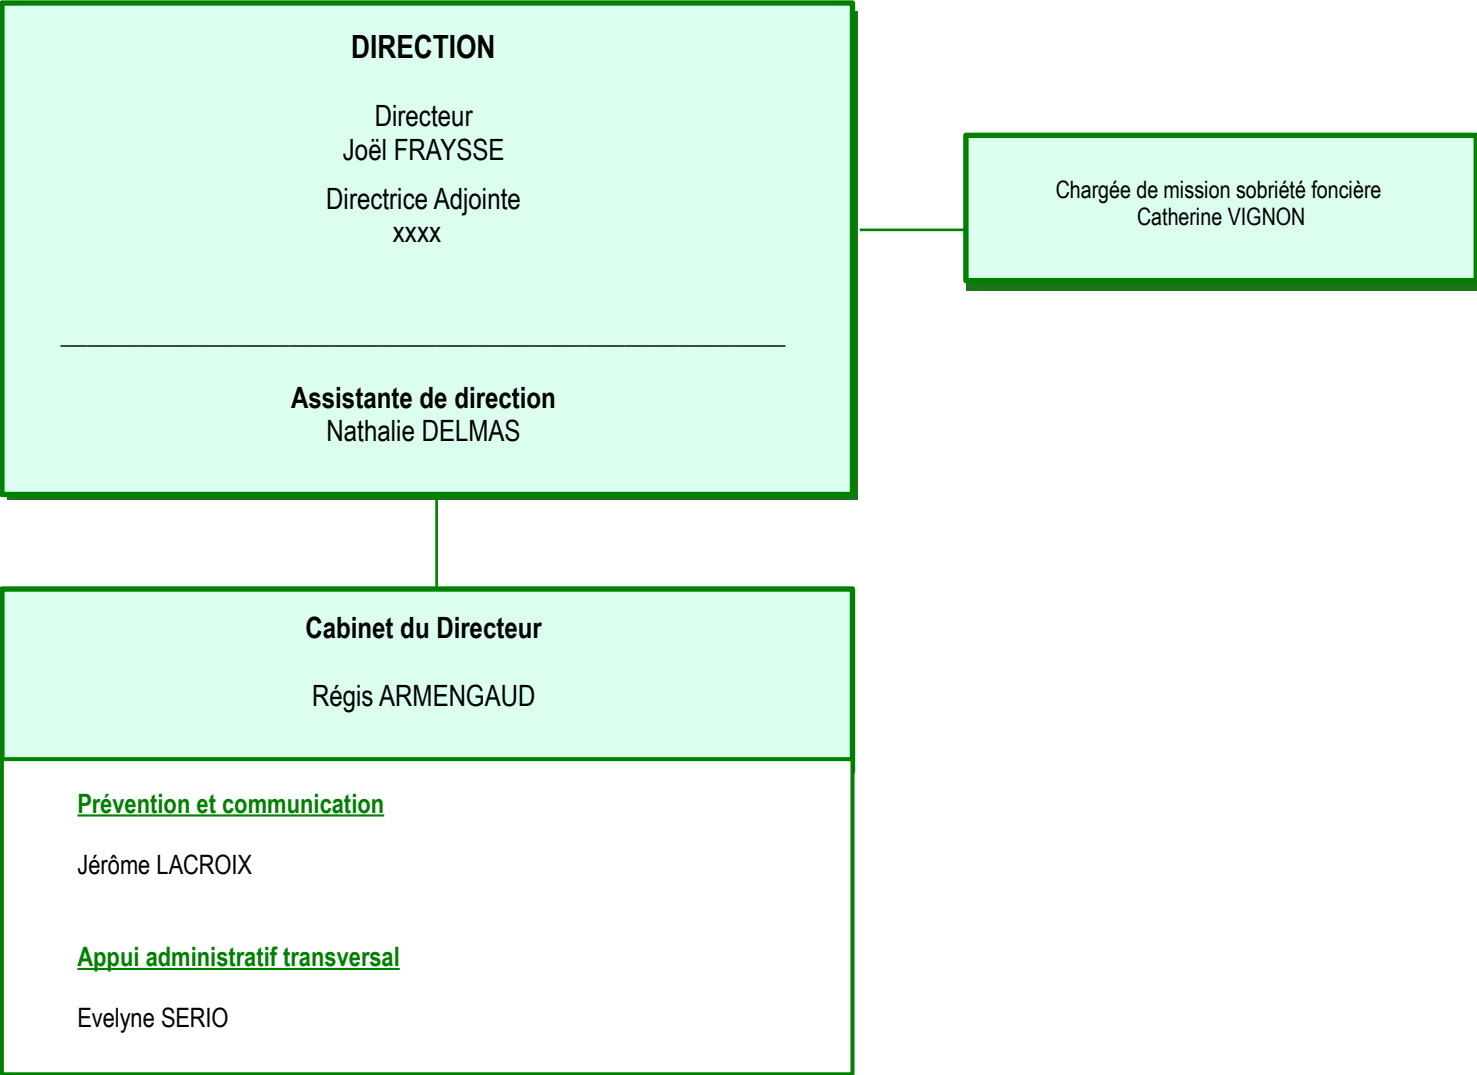 DIRECTION
Directeur
Joël FRAYSSE
Directrice Adjointe
xxxx
Assistante de direction
Nathalie DELMAS
Chargée de mission sobriété foncière
Catherine VIGNON
Cabinet du Directeur
Régis ARMENGAUD
Prévention et communication
Jérôme LACROIX
Appui administratif transversal
Evelyne SERIO